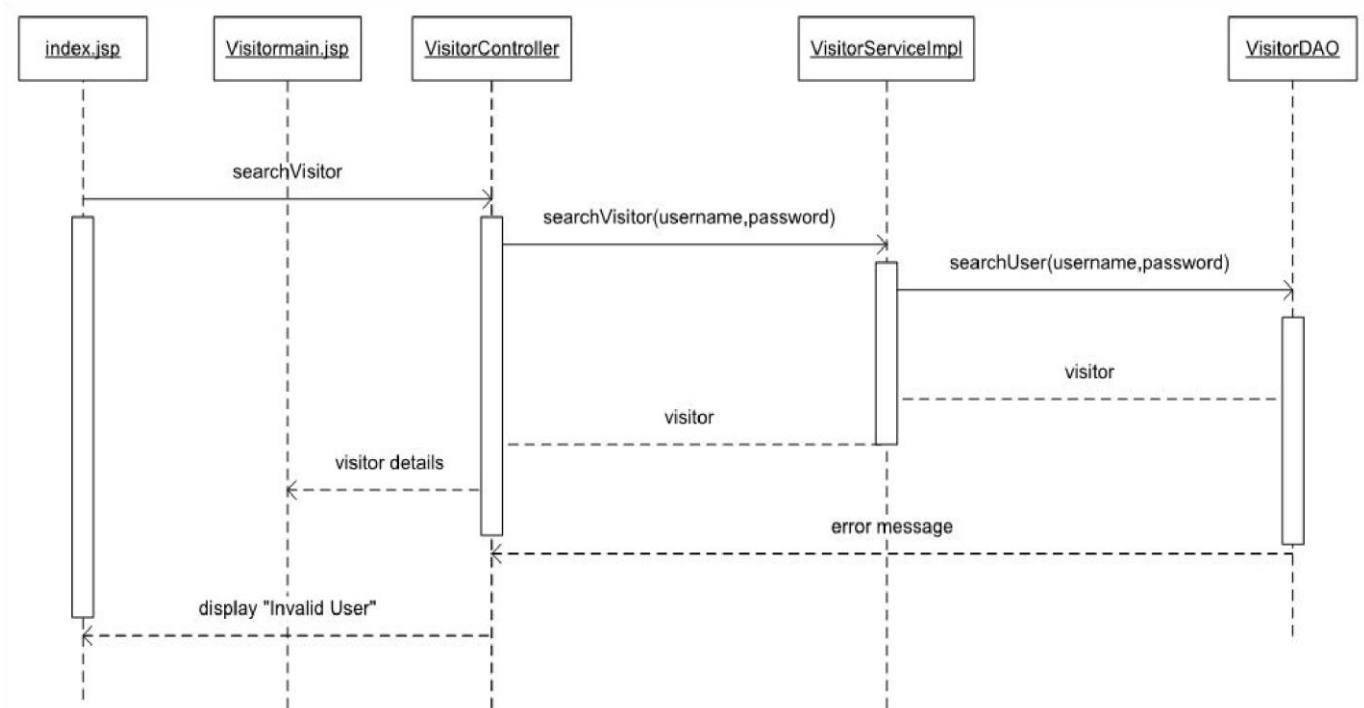 index.jsp
Visitormain.jsp
VisitorController
VisitorServiceImpl
VisitorDAO
searchVisitor
searchVisitor(username,password)
searchUser(username,password)
visitor
visitor
visitor details
error message
display "Invalid User"